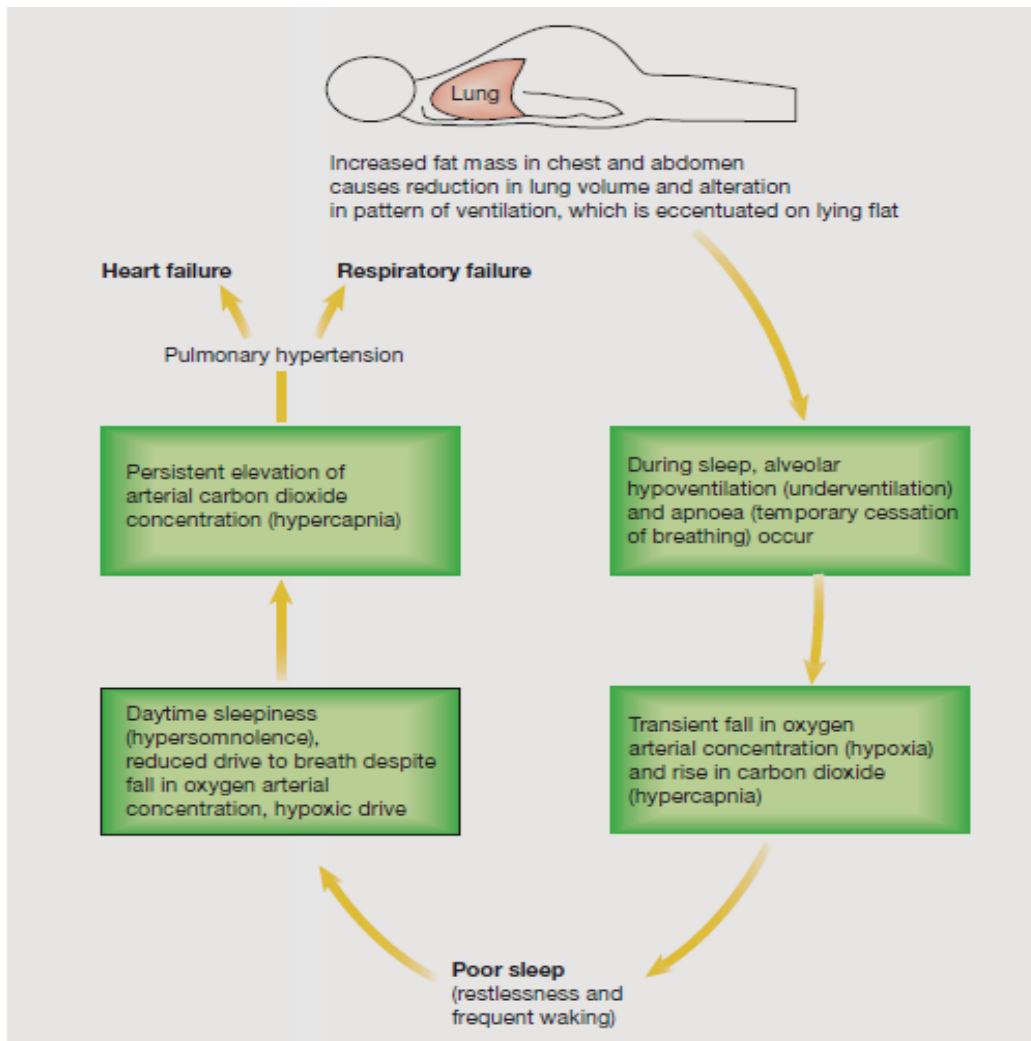 Lung
Increased fat mass in chest and abdomen
causes reduction in lung volume and alteration
in pattern of ventilation, which is eccentuated on lying flat
Heart failure
Respiratory failure
Pulmonary hypertension
Persistent elevation of
arterial carbon dioxide
concentration (hypercapnia)
During sleep, alveolar
hypoventilation (underventilation)
and apnoea (temporary cessation
of breathing) occur
Daytime sleepiness
(hypersomnolence),
reduced drive to breath despite
fall in oxygen arterial
concentration, hypoxic drive
Transient fall in oxygen
arterial concentration (hypoxia)
and rise in carbon dioxide
(hypercapnia)
Poor sleep
(restlessness and
frequent waking)